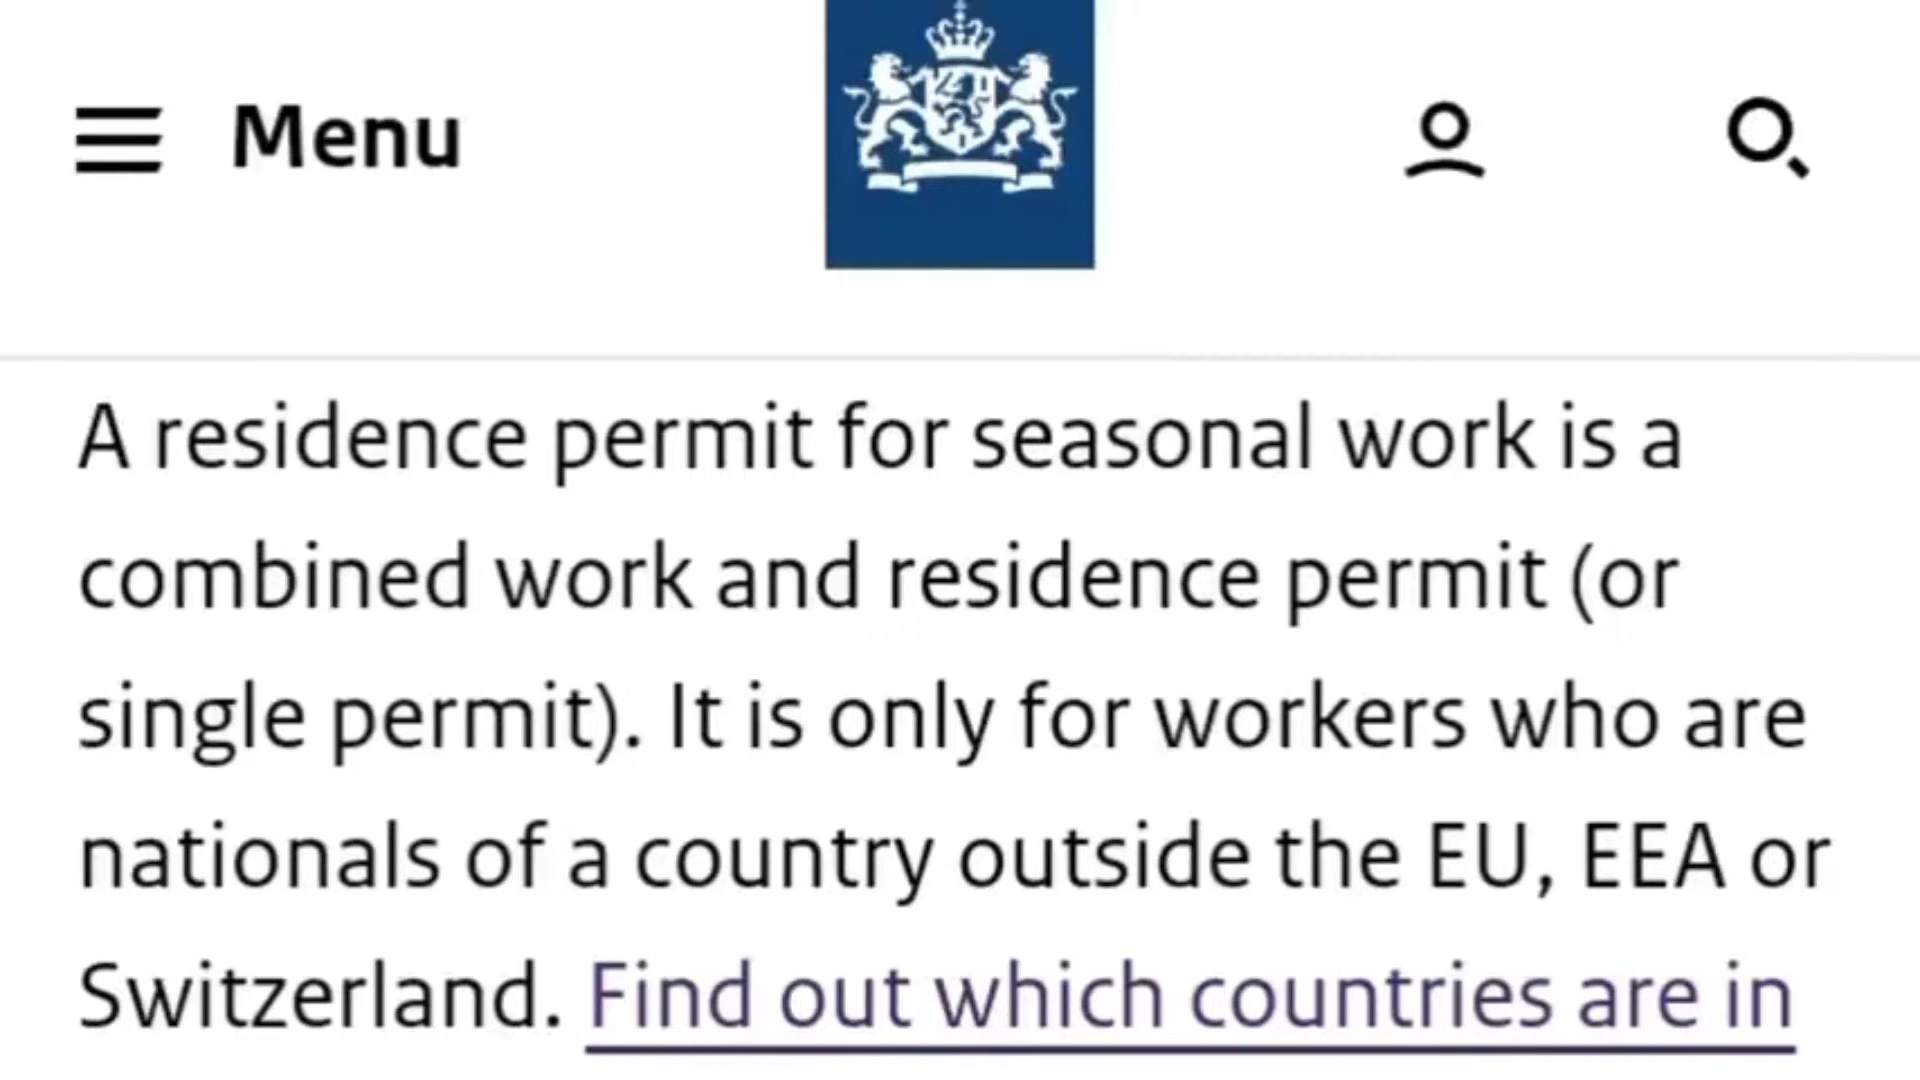 Menu
A residence permit for seasonal work is a
combined work and residence permit (or
single permit). It is only for workers who are
nationals of a country outside the EU, EEA or
Switzerland. Find out which countries are in